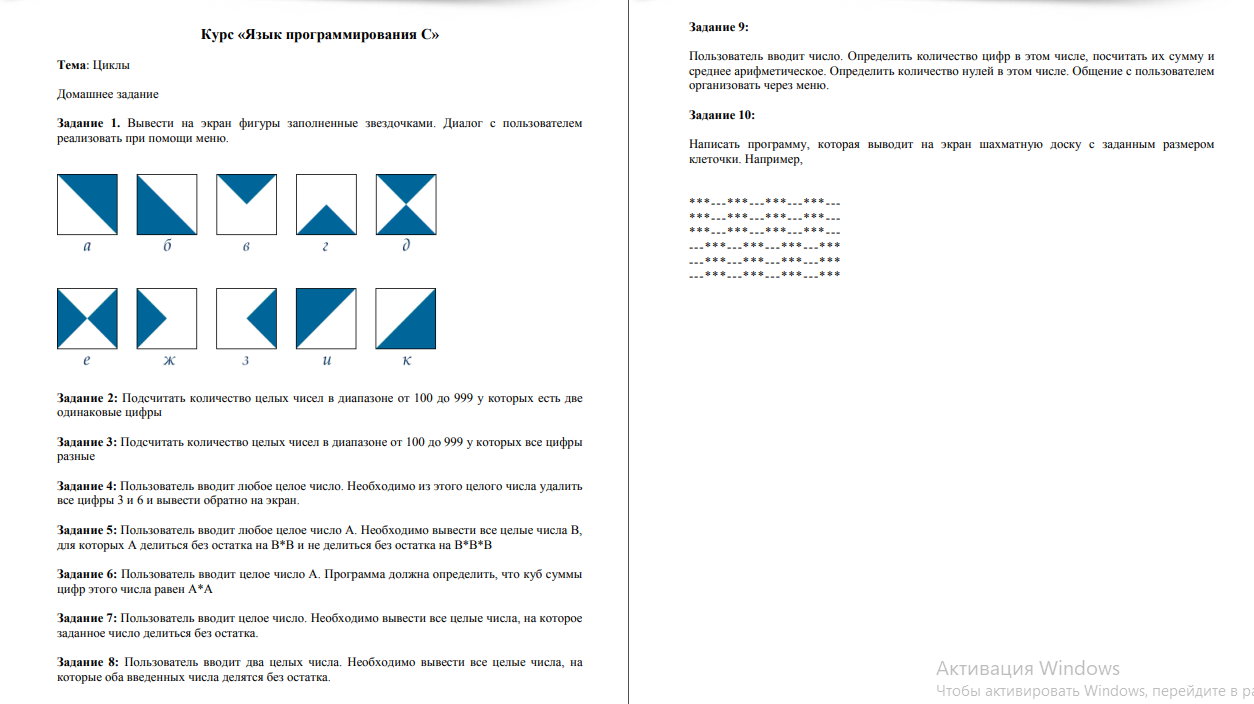 Курс «Язык программирования С»
Тема: Циклы
Домашнее задание
Задание 1. Вывести на экран фигуры заполненные звездочками. Диалог с пользователем
реализовать при помощи меню.
а б в г д
е ж з и к
Задание 2: Подсчитать количество целых чисел в диапазоне от 100 до 999 у которых есть две
одинаковые цифры
Задание 3: Подсчитать количество целых чисел в диапазоне от 100 до 999 у которых все цифры
разные
Задание 4: Пользователь вводит любое целое число. Необходимо из этого целого числа удалить
все цифры 3 и 6 и вывести обратно на экран.
Задание 5: Пользователь вводит любое целое число А. Необходимо вывести все целые числа В,
для которых А делиться без остатка на В*В и не делиться без остатка на В*В*В
Задание 6: Пользователь вводит целое число А. Программа должна определить, что куб суммы
цифр этого числа равен А*А
Задание 7: Пользователь вводит целое число. Необходимо вывести все целые числа, на которое
заданное число делиться без остатка.
Задание 8: Пользователь вводит два целых числа. Необходимо вывести все целые числа, на
которые оба введенных числа делятся без остатка.
Задание 9:
Пользователь вводит число. Определить количество цифр в этом числе, посчитать их сумму и
среднее арифметическое. Определить количество нулей в этом числе. Общение с пользователем
организовать через меню.
Задание 10:
Написать программу, которая выводит на экран шахматную доску с заданным размером
клеточки. Например,
***---***---***---***---
***---***---***---***---
***---***---***---***---
---***---***---***---***
---***---***---***---***
---***---***---***---***
Активация Windows
Чтобы активировать Windows, перейдите в